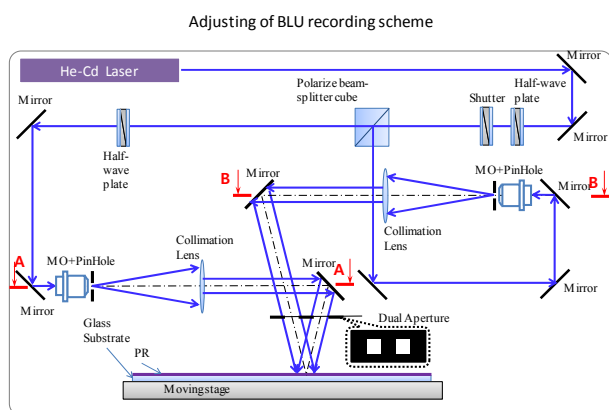 Adjusting of BLU recording scheme
He-Cd Laser
Mirror
Polarize beam-
splitter cube
Shutter
Half-wave
plate
Mirror
Half-
wave
plate
Mirror
B
Mirror
MO+PinHole
Mirror
B
Collimation
Lens
A
MO+PinHole
Mirror
Collimation
Lens
Mirror
A
Mirror
Glass
Substrate
PR
Dual Aperture
Moving stage